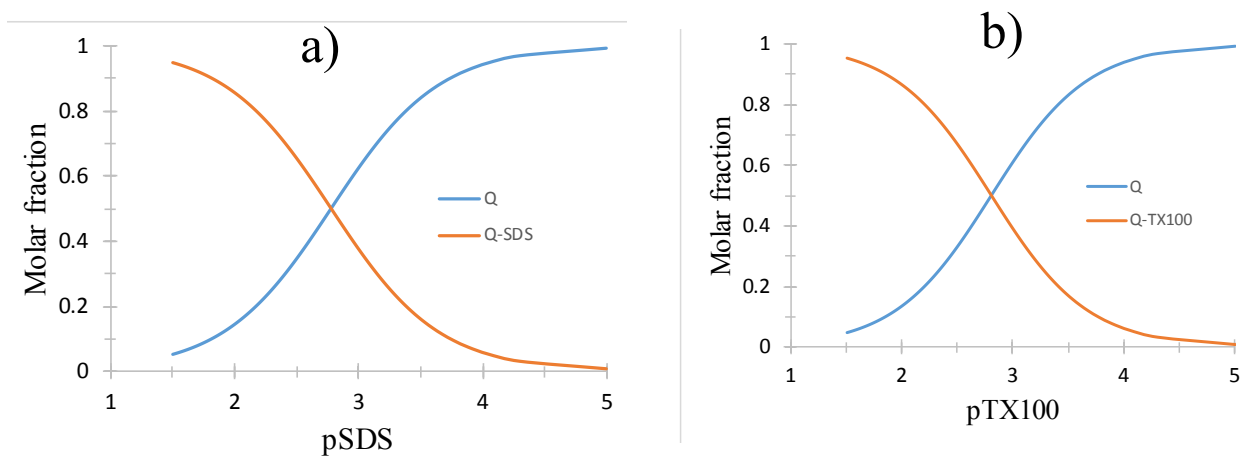 a)
Molar fraction
1
0.8
0.6
0.4
0.2
0
Q
Q-SDS
1 2 3 4 5
pSDS
b)
Molar fraction
1
0.8
0.6
0.4
0.2
0
Q
Q-TX100
1 2 3 4 5
pTX100